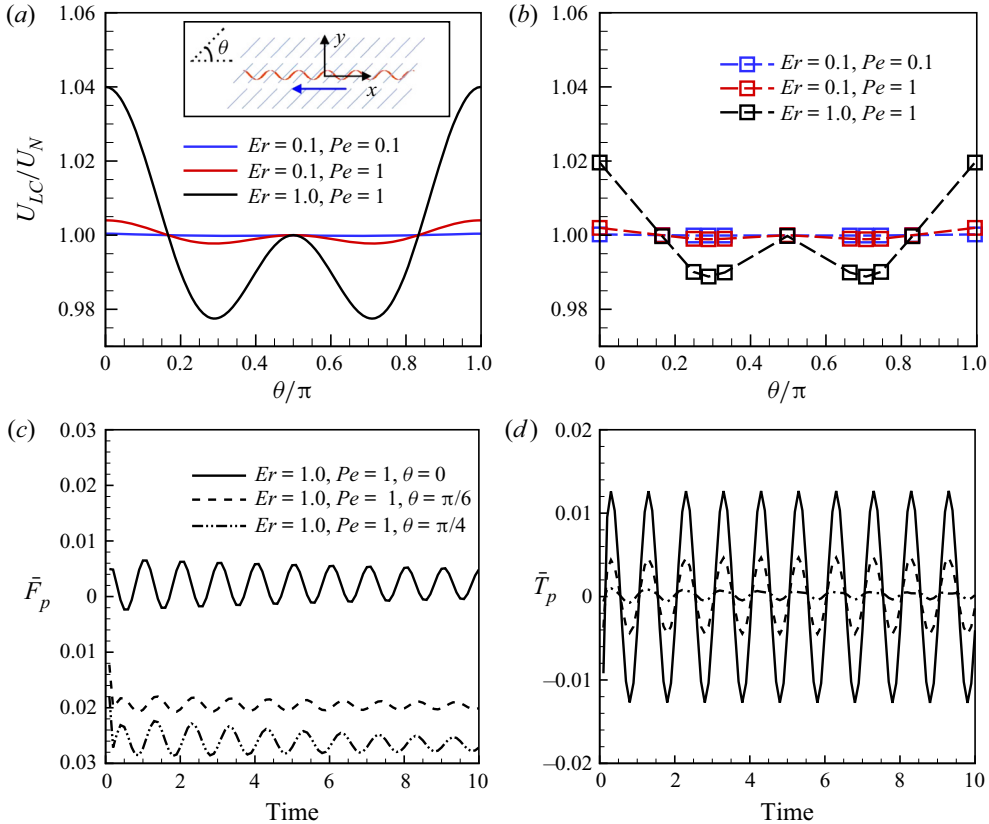 (a)
1.06
1.04
1.02
1.00
0.98
U_LC/U_N
θ
y
x
Er = 0.1, Pe = 0.1
Er = 0.1, Pe = 1
Er = 1.0, Pe = 1
0 0.2 0.4 0.6 0.8 1.0
θ/π
(b)
1.06
1.04
1.02
1.00
0.98
Er = 0.1, Pe = 0.1
Er = 0.1, Pe = 1
Er = 1.0, Pe = 1
0 0.2 0.4 0.6 0.8 1.0
θ/π
(c)
0.03
0.02
0.01
0
0.01
0.02
0.03
F̄_p
Er = 1.0, Pe = 1, θ = 0
Er = 1.0, Pe = 1, θ = π/6
Er = 1.0, Pe = 1, θ = π/4
0 2 4 6 8 10
Time
(d)
0.02
0.01
0
−0.01
−0.02
T̄_p
0 2 4 6 8 10
Time